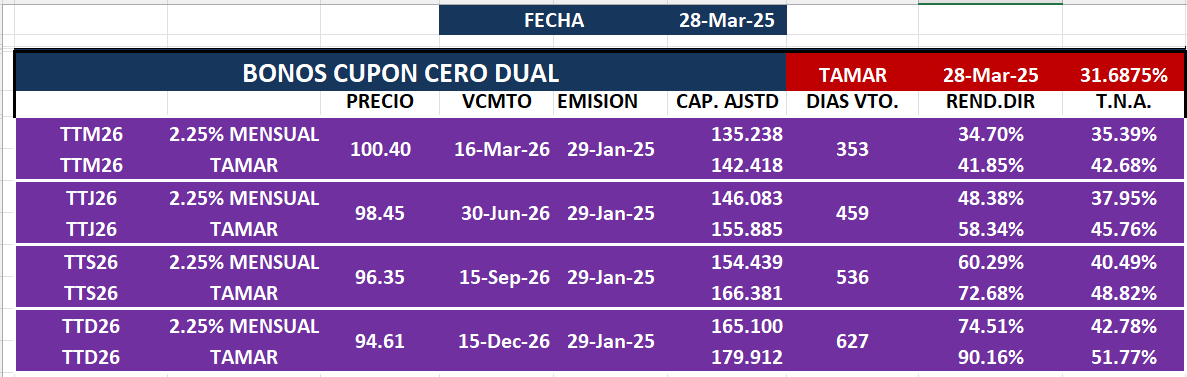 FECHA 28-Mar-25
BONOS CUPON CERO DUAL TAMAR 28-Mar-25 31.6875%
PRECIO VCMTO EMISION CAP. AJSTD DIAS VTO. REND.DIR T.N.A.
TTM26 2.25% MENSUAL 135.238 34.70% 35.39%
100.40 16-Mar-26 29-Jan-25 353
TTM26 TAMAR 142.418 41.85% 42.68%
TTJ26 2.25% MENSUAL 146.083 48.38% 37.95%
98.45 30-Jun-26 29-Jan-25 459
TTJ26 TAMAR 155.885 58.34% 45.76%
TTS26 2.25% MENSUAL 154.439 60.29% 40.49%
96.35 15-Sep-26 29-Jan-25 536
TTS26 TAMAR 166.381 72.68% 48.82%
TTD26 2.25% MENSUAL 165.100 74.51% 42.78%
94.61 15-Dec-26 29-Jan-25 627
TTD26 TAMAR 179.912 90.16% 51.77%